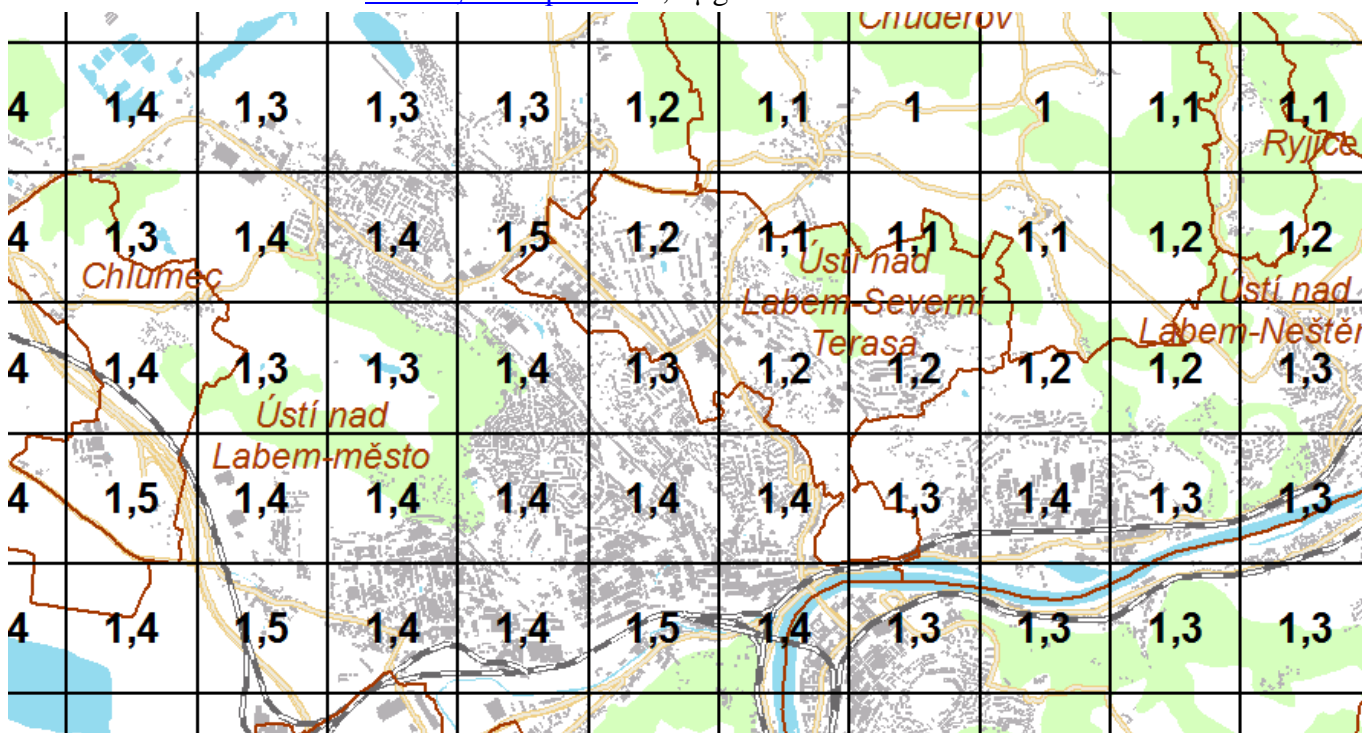 Chuderov
4 1,4 1,3 1,3 1,3 1,2 1,1 1 1 1,1 1,1
Ryjice
4 1,3 1,4 1,4 1,5 1,2 1,1 1,1 1,1 1,2 1,2
Chlumec
Ústí nad
Labem-Severní
Terasa
Ústí nad
Labem-Neštěm
4 1,4 1,3 1,3 1,4 1,3 1,2 1,2 1,2 1,2 1,3
Ústí nad
Labem-město
4 1,5 1,4 1,4 1,4 1,4 1,4 1,3 1,4 1,3 1,3
4 1,4 1,5 1,4 1,4 1,5 1,4 1,3 1,3 1,3 1,3